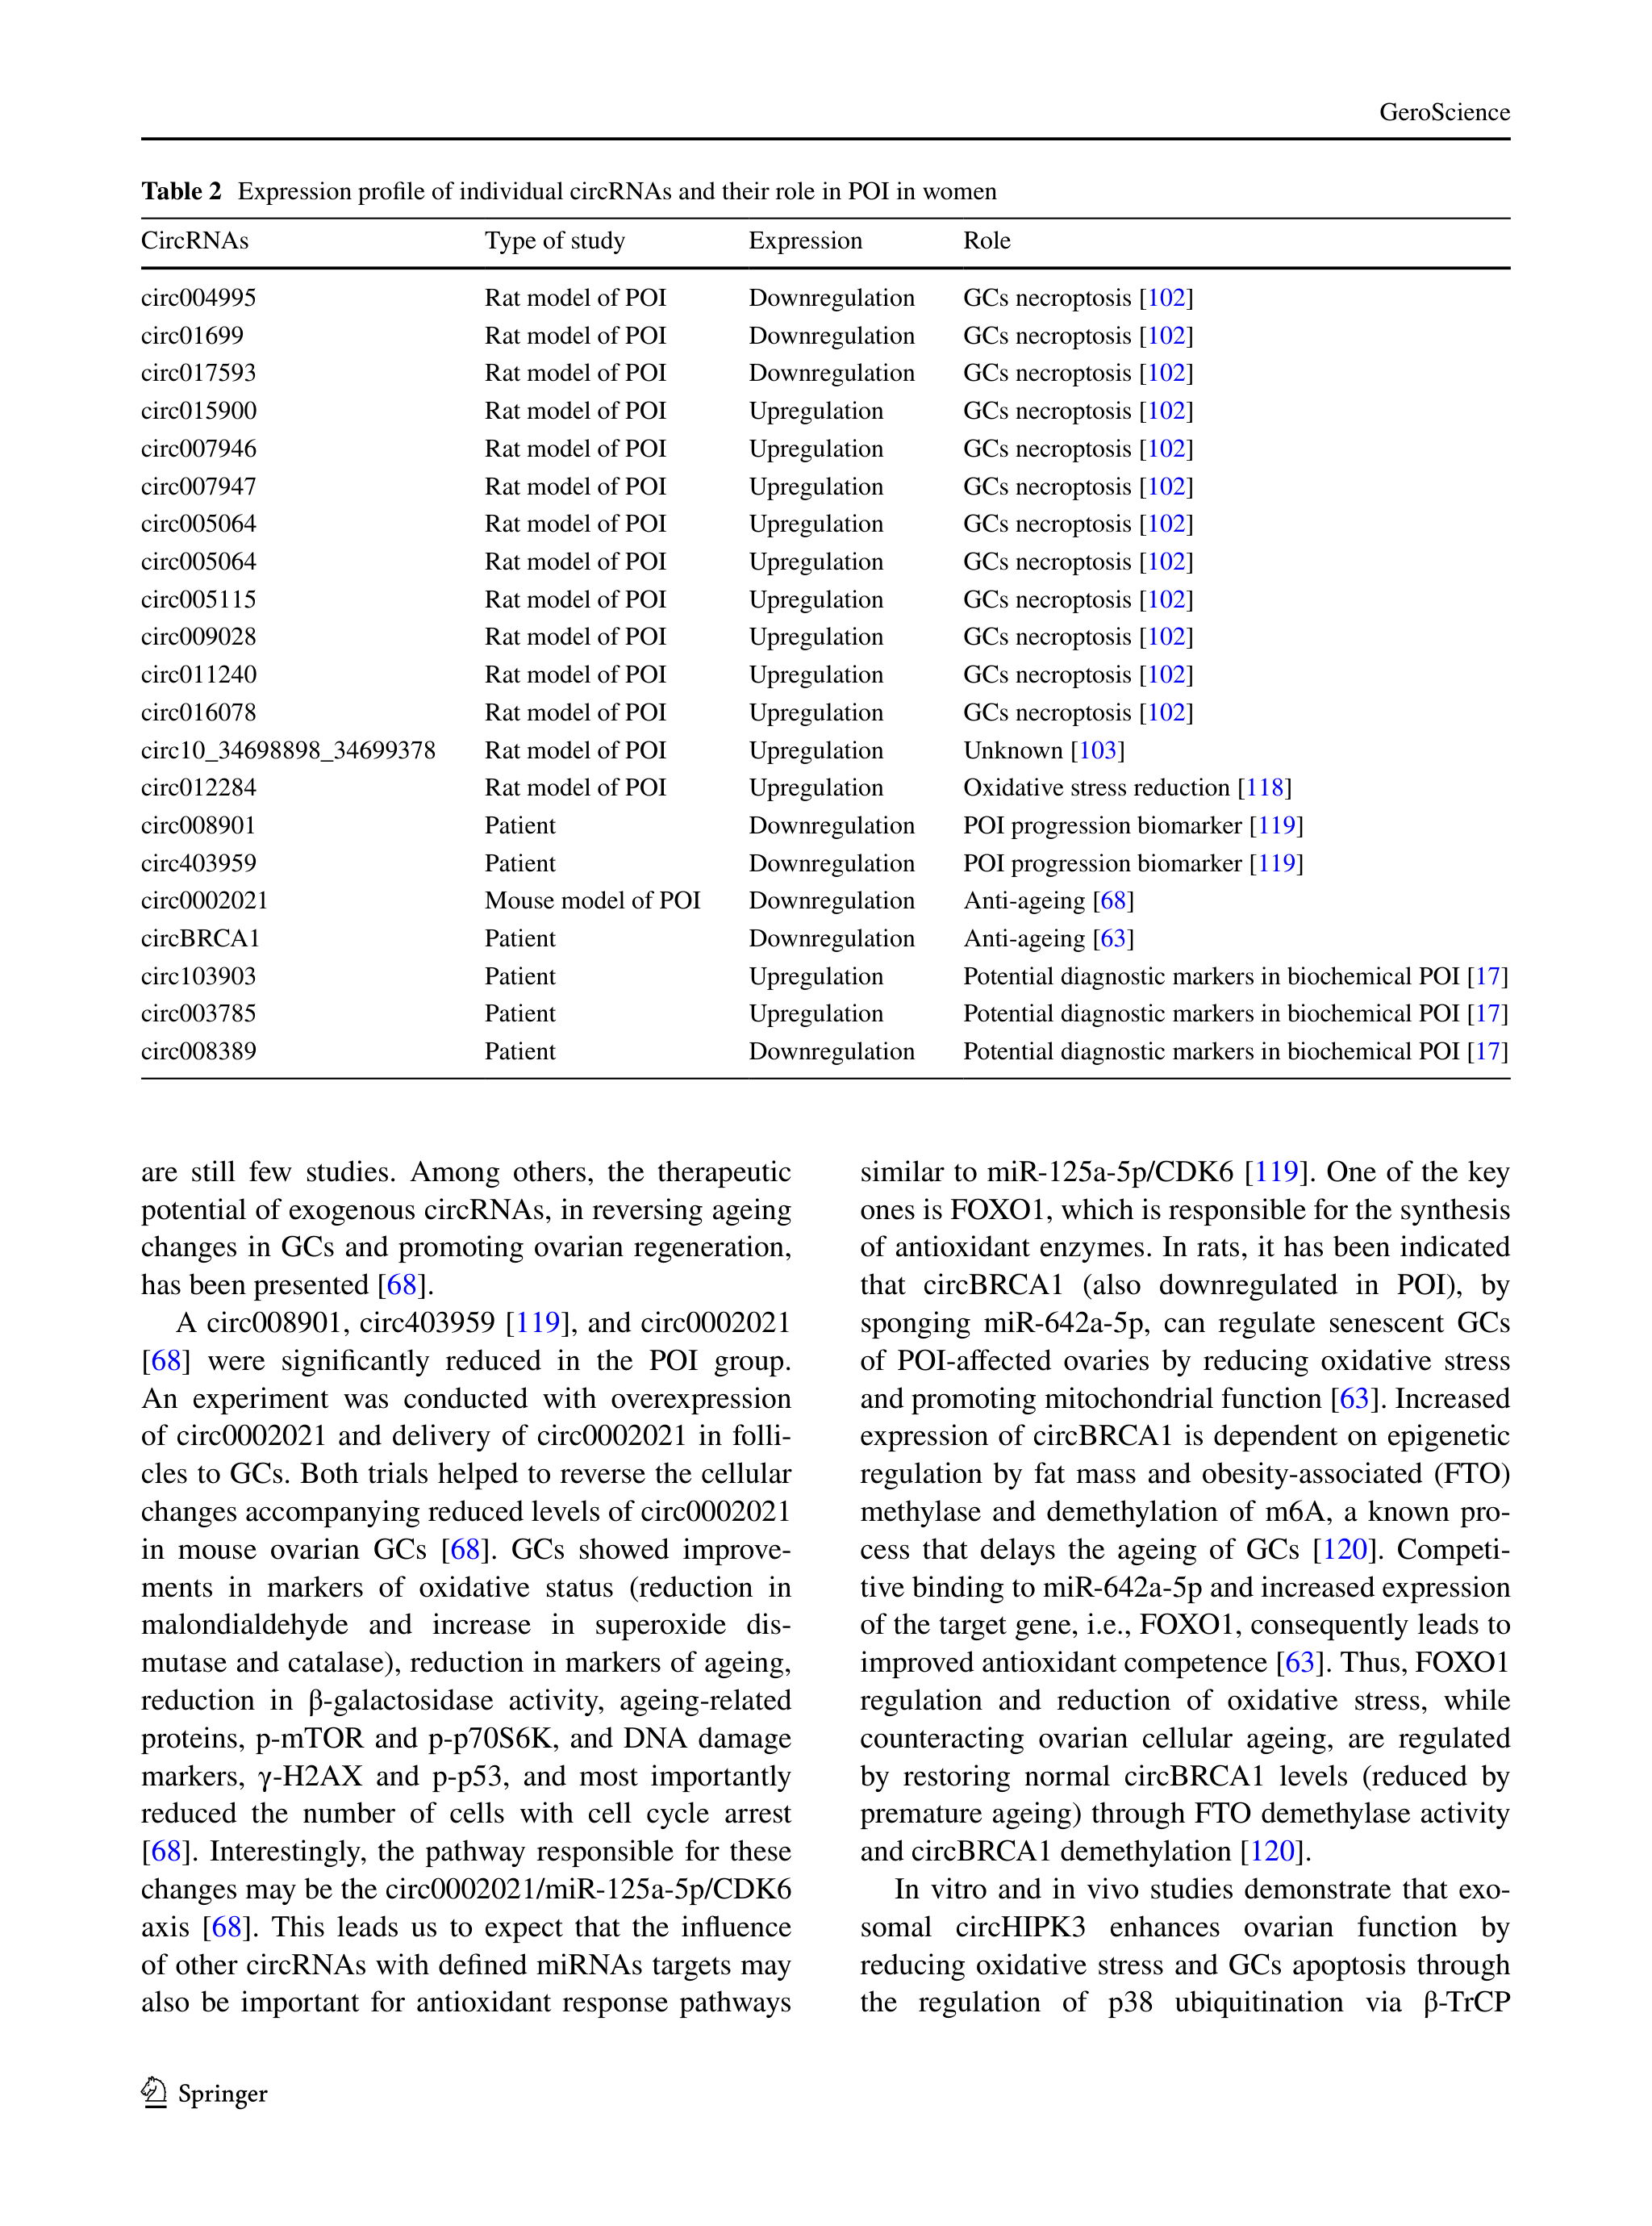 GeroScience
Table 2 Expression profile of individual circRNAs and their role in POI in women
CircRNAs Type of study Expression Role
circ004995 Rat model of POI Downregulation GCs necroptosis [102]
circ01699 Rat model of POI Downregulation GCs necroptosis [102]
circ017593 Rat model of POI Downregulation GCs necroptosis [102]
circ015900 Rat model of POI Upregulation GCs necroptosis [102]
circ007946 Rat model of POI Upregulation GCs necroptosis [102]
circ007947 Rat model of POI Upregulation GCs necroptosis [102]
circ005064 Rat model of POI Upregulation GCs necroptosis [102]
circ005064 Rat model of POI Upregulation GCs necroptosis [102]
circ005115 Rat model of POI Upregulation GCs necroptosis [102]
circ009028 Rat model of POI Upregulation GCs necroptosis [102]
circ011240 Rat model of POI Upregulation GCs necroptosis [102]
circ016078 Rat model of POI Upregulation GCs necroptosis [102]
circ10_34698898_34699378 Rat model of POI Upregulation Unknown [103]
circ012284 Rat model of POI Upregulation Oxidative stress reduction [118]
circ008901 Patient Downregulation POI progression biomarker [119]
circ403959 Patient Downregulation POI progression biomarker [119]
circ0002021 Mouse model of POI Downregulation Anti-ageing [68]
circBRCA1 Patient Downregulation Anti-ageing [63]
circ103903 Patient Upregulation Potential diagnostic markers in biochemical POI [17]
circ003785 Patient Upregulation Potential diagnostic markers in biochemical POI [17]
circ008389 Patient Downregulation Potential diagnostic markers in biochemical POI [17]
are still few studies. Among others, the therapeutic
potential of exogenous circRNAs, in reversing ageing
changes in GCs and promoting ovarian regeneration,
has been presented [68].
A circ008901, circ403959 [119], and circ0002021
[68] were significantly reduced in the POI group.
An experiment was conducted with overexpression
of circ0002021 and delivery of circ0002021 in folli-
cles to GCs. Both trials helped to reverse the cellular
changes accompanying reduced levels of circ0002021
in mouse ovarian GCs [68]. GCs showed improve-
ments in markers of oxidative status (reduction in
malondialdehyde and increase in superoxide dis-
mutase and catalase), reduction in markers of ageing,
reduction in β-galactosidase activity, ageing-related
proteins, p-mTOR and p-p70S6K, and DNA damage
markers, γ-H2AX and p-p53, and most importantly
reduced the number of cells with cell cycle arrest
[68]. Interestingly, the pathway responsible for these
changes may be the circ0002021/miR-125a-5p/CDK6
axis [68]. This leads us to expect that the influence
of other circRNAs with defined miRNAs targets may
also be important for antioxidant response pathways
similar to miR-125a-5p/CDK6 [119]. One of the key
ones is FOXO1, which is responsible for the synthesis
of antioxidant enzymes. In rats, it has been indicated
that circBRCA1 (also downregulated in POI), by
sponging miR-642a-5p, can regulate senescent GCs
of POI-affected ovaries by reducing oxidative stress
and promoting mitochondrial function [63]. Increased
expression of circBRCA1 is dependent on epigenetic
regulation by fat mass and obesity-associated (FTO)
methylase and demethylation of m6A, a known pro-
cess that delays the ageing of GCs [120]. Competi-
tive binding to miR-642a-5p and increased expression
of the target gene, i.e., FOXO1, consequently leads to
improved antioxidant competence [63]. Thus, FOXO1
regulation and reduction of oxidative stress, while
counteracting ovarian cellular ageing, are regulated
by restoring normal circBRCA1 levels (reduced by
premature ageing) through FTO demethylase activity
and circBRCA1 demethylation [120].
In vitro and in vivo studies demonstrate that exo-
somal circHIPK3 enhances ovarian function by
reducing oxidative stress and GCs apoptosis through
the regulation of p38 ubiquitination via β-TrCP
Springer